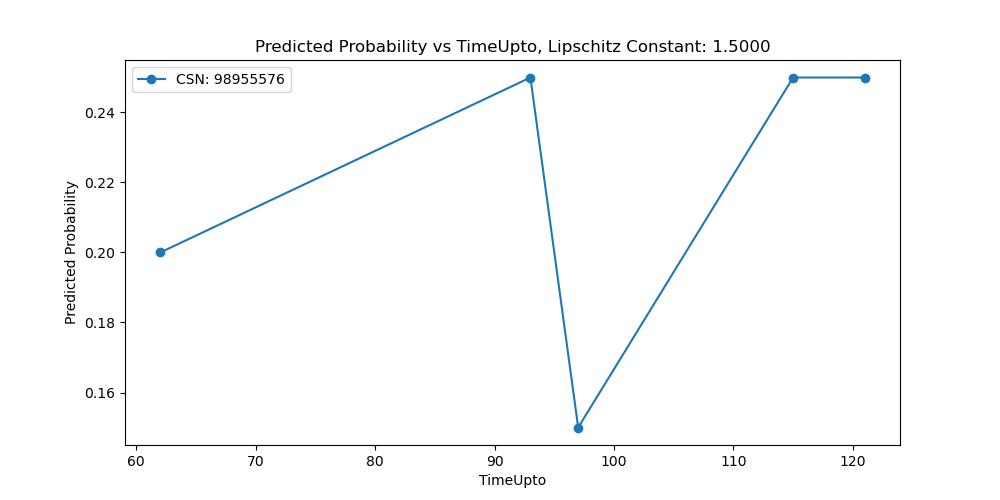 Predicted Probability vs TimeUpto, Lipschitz Constant: 1.5000
CSN: 98955576
Predicted Probability
0.24
0.22
0.20
0.18
0.16
60 70 80 90 100 110 120
TimeUpto